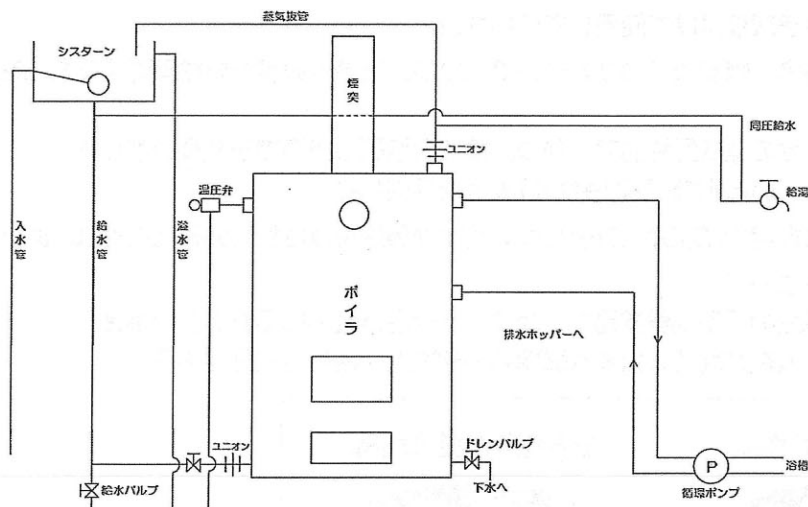 蒸気抜管
シスターン
煙突
同圧給水
ユニオン
温圧弁
給湯
入水管
給水管
溢水管
ボイラ
排水ホッパーへ
ユニオン
ドレンバルブ
浴槽
P
給水バルブ
下水へ
循環ポンプ